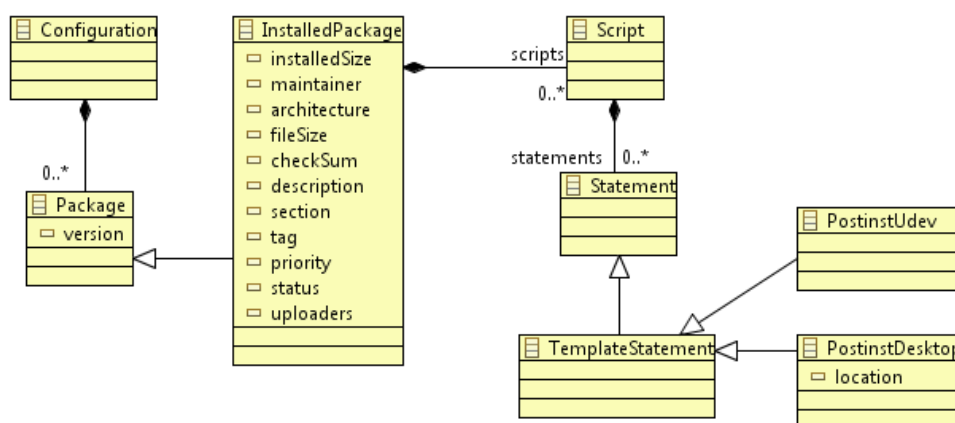 Configuration
0..*
Package
version
InstalledPackage
installedSize
maintainer
architecture
fileSize
checkSum
description
section
tag
priority
status
uploaders
scripts
0..*
Script
statements 0..*
Statement
TemplateStatement
PostinstUdev
PostinstDesktop
location